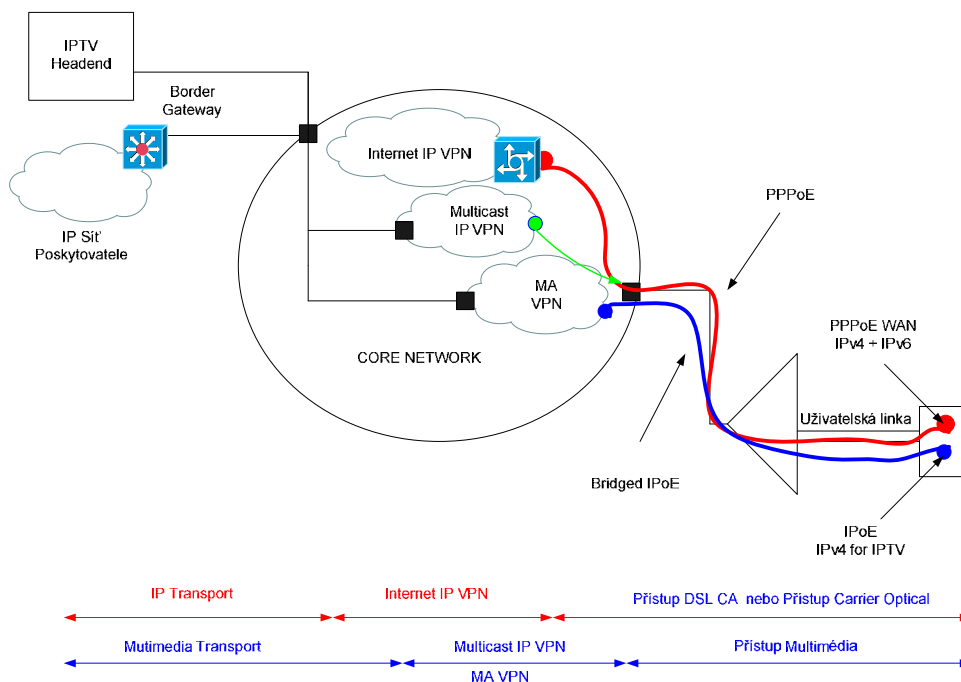 IPTV
Headend
Border
Gateway
IP Síť
Poskytovatele
Internet IP VPN
Multicast
IP VPN
MA
VPN
CORE NETWORK
PPPoE
PPPoE WAN
IPv4 + IPv6
Uživatelská linka
Bridged IPoE
IPoE
IPv4 for IPTV
IP Transport
Internet IP VPN
Přístup DSL CA nebo Přístup Carrier Optical
Mutimedia Transport
Multicast IP VPN
MA VPN
Přístup Multimédia